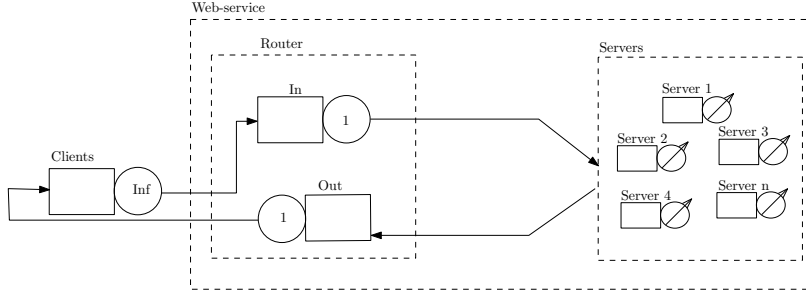 Web-service
Router
Servers
In
1
Server 1
Server 2
Server 3
Clients
Inf
Out
1
Server 4
Server n